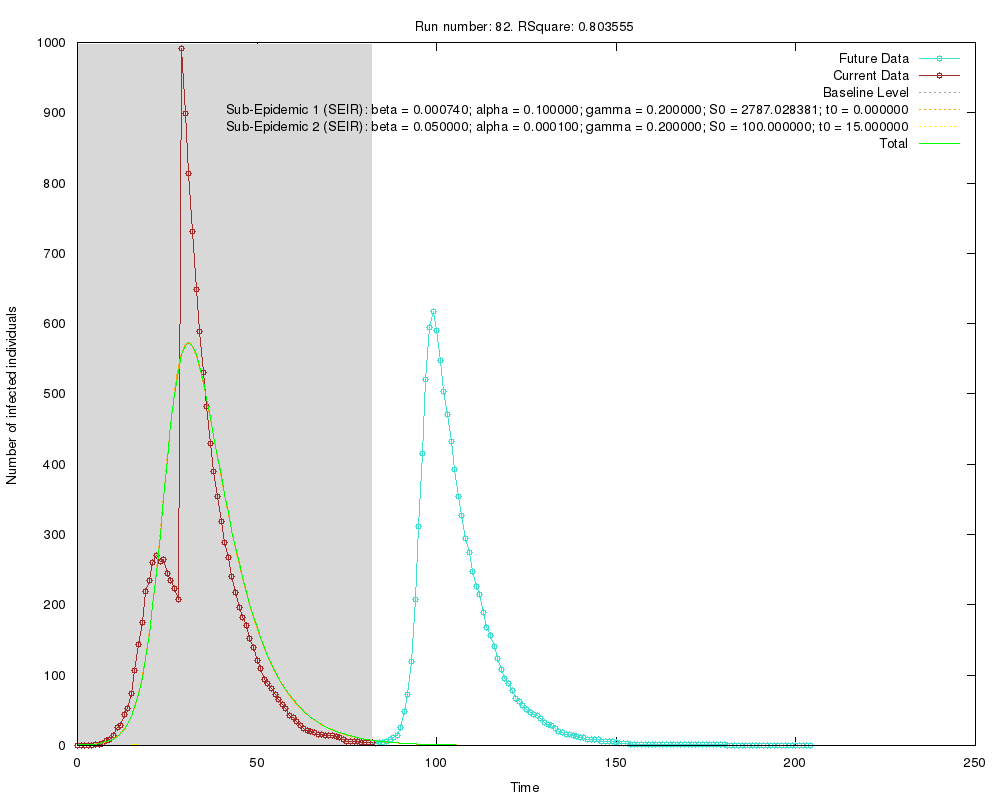 Run number: 82. RSquare: 0.803555
1000
900
800
700
600
500
400
300
200
100
0
Number of infected individuals
Future Data
Current Data
Baseline Level
Sub-Epidemic 1 (SEIR): beta = 0.000740; alpha = 0.100000; gamma = 0.200000; S0 = 2787.028381; t0 = 0.000000
Sub-Epidemic 2 (SEIR): beta = 0.050000; alpha = 0.000100; gamma = 0.200000; S0 = 100.000000; t0 = 15.000000
Total
0 50 100 150 200 250
Time